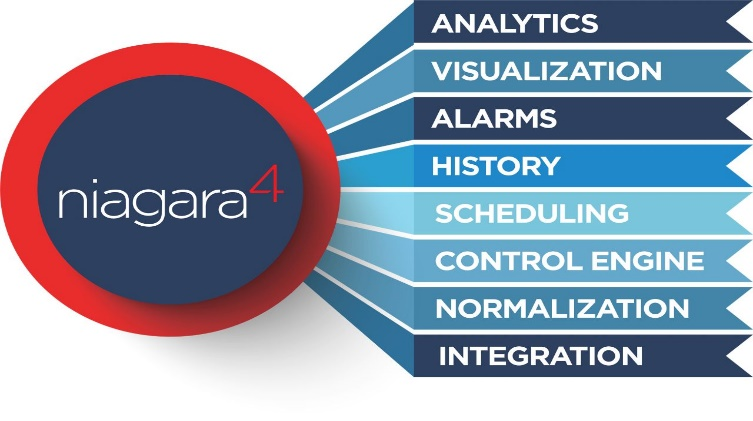 niagara4
ANALYTICS
VISUALIZATION
ALARMS
HISTORY
SCHEDULING
CONTROL ENGINE
NORMALIZATION
INTEGRATION